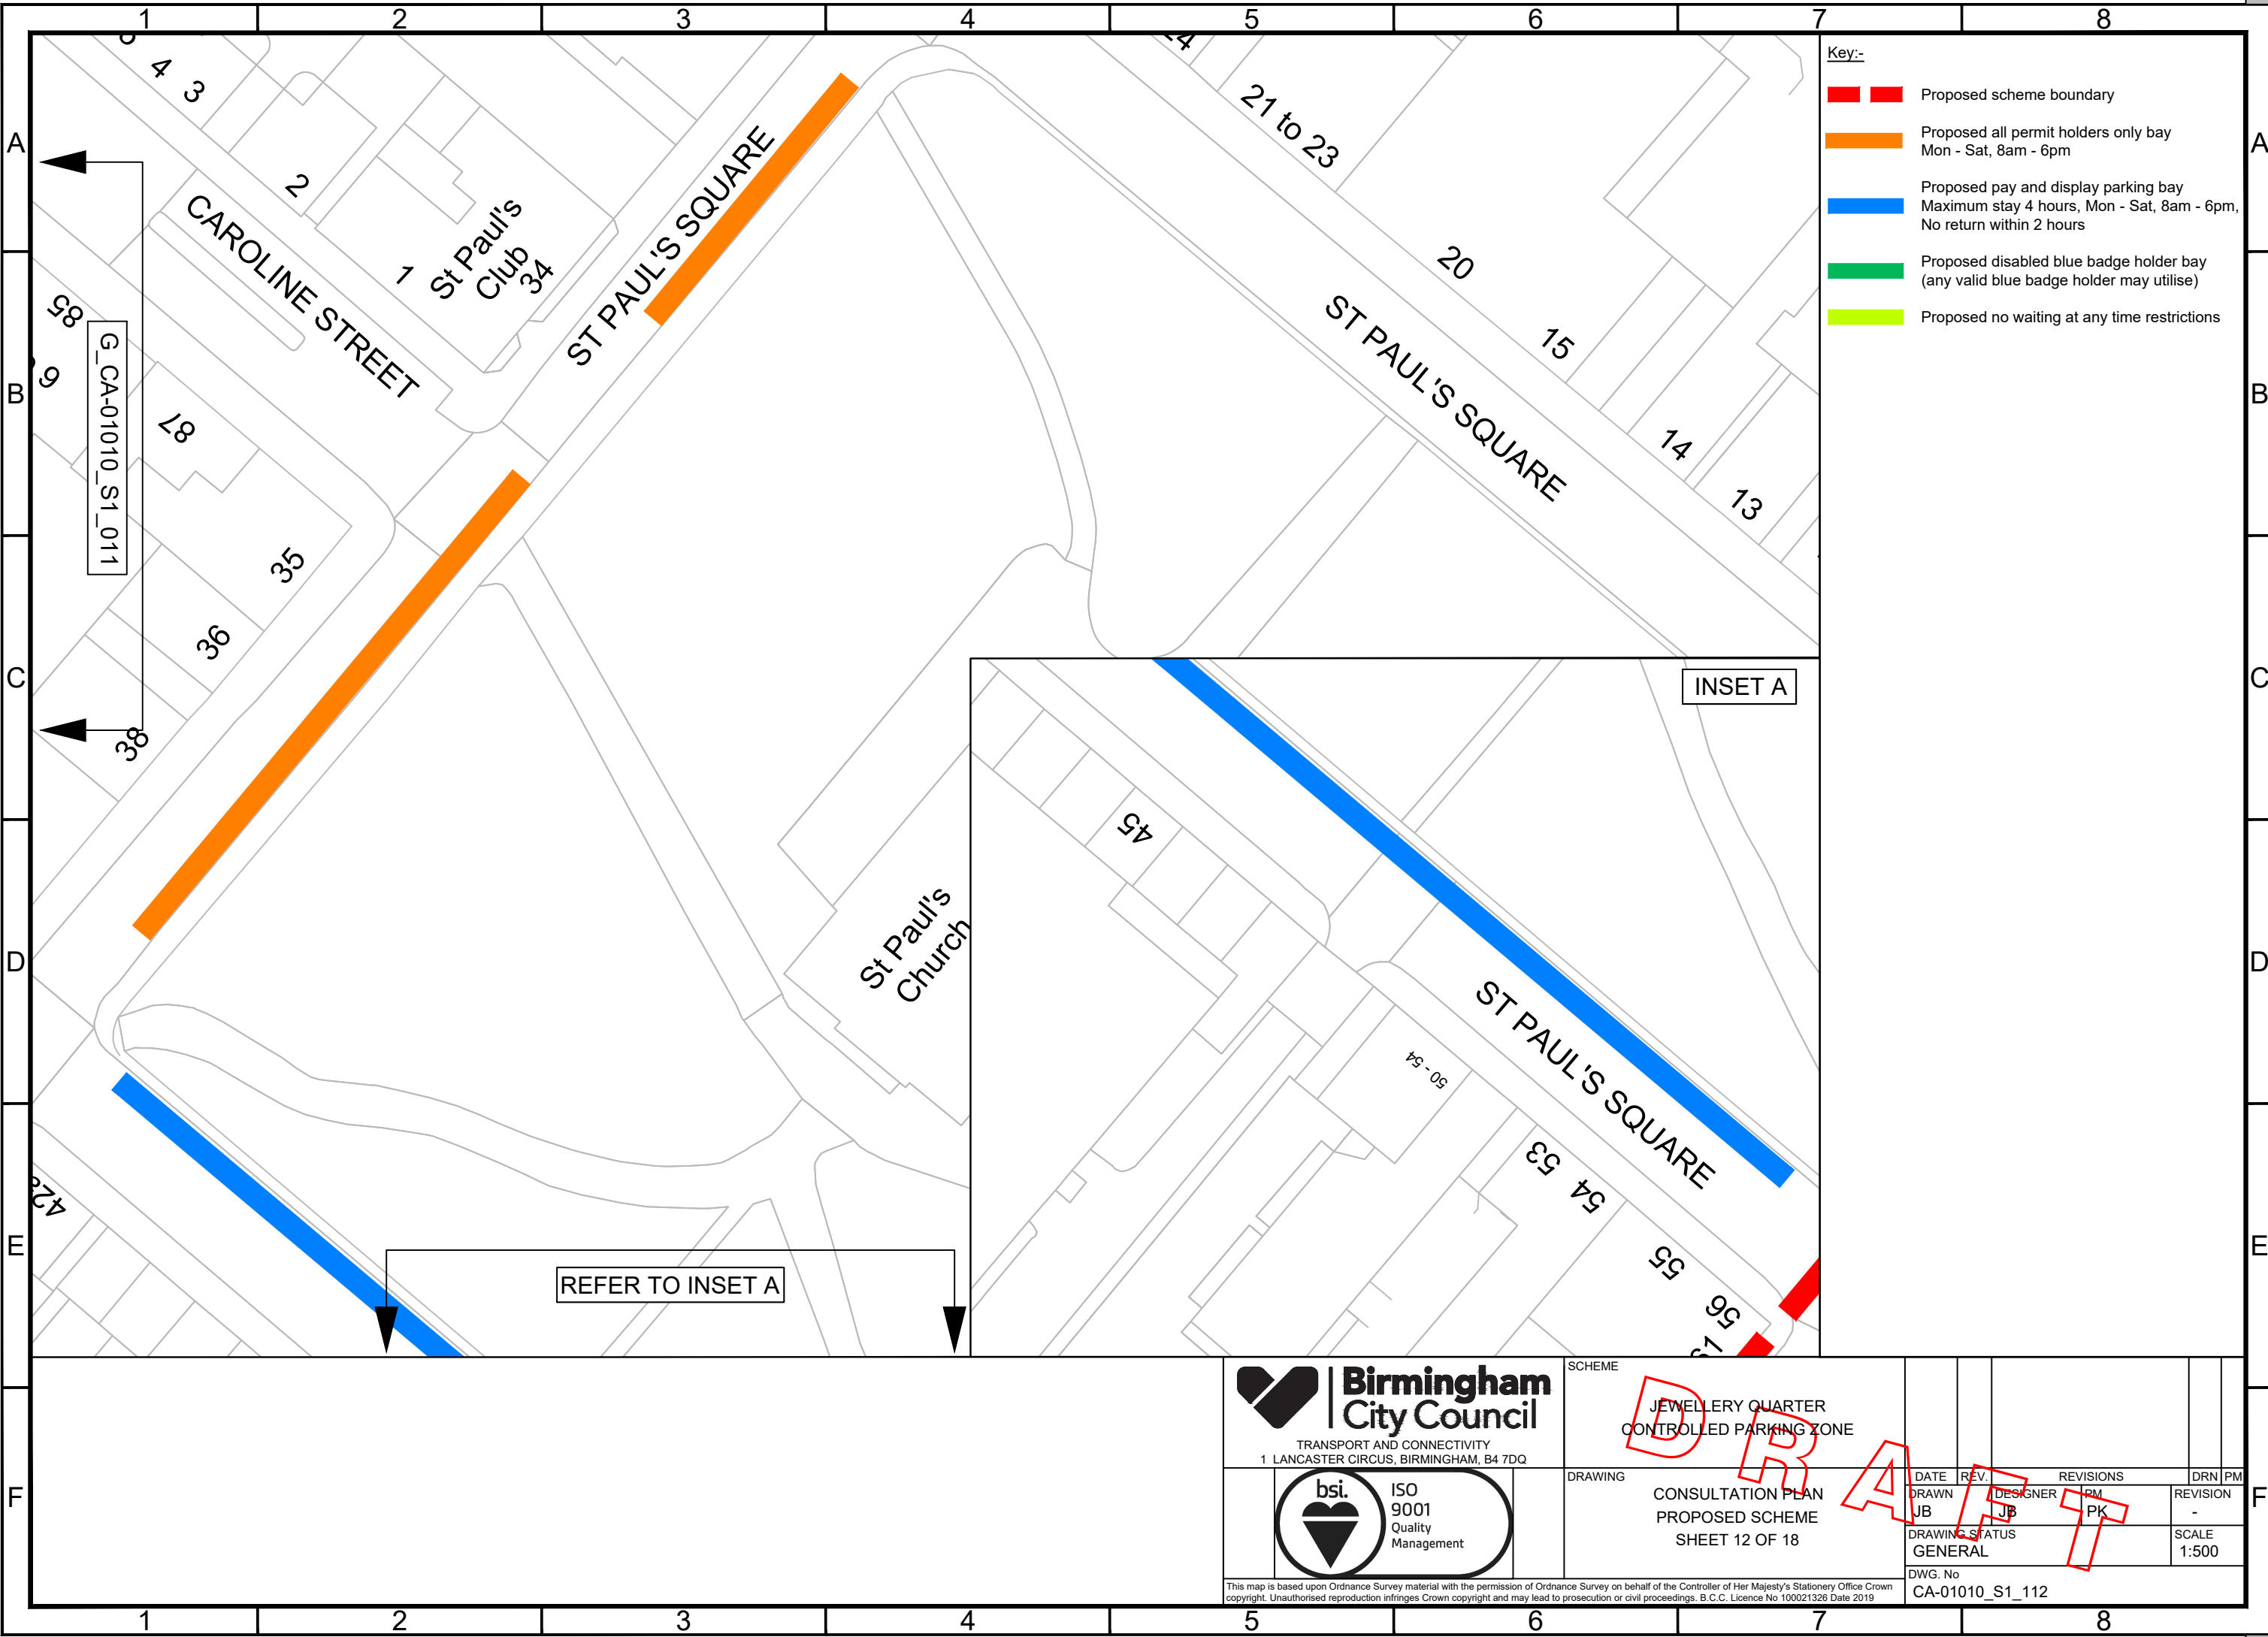 1 2 3 4 5 6 7 8
A
B
C
D
E
F
4 3
2
CAROLINE STREET
1
St Paul's
Club
34
ST PAUL'S SQUARE
85
G_CA-01010_S1_011
87
35
36
38
21 to 23
20
15
14
13
ST PAUL'S SQUARE
St Paul's
Church
REFER TO INSET A
INSET A
45
ST PAUL'S SQUARE
50 - 54
53
54
55
56
Key:-
Proposed scheme boundary
Proposed all permit holders only bay
Mon - Sat, 8am - 6pm
Proposed pay and display parking bay
Maximum stay 4 hours, Mon - Sat, 8am - 6pm,
No return within 2 hours
Proposed disabled blue badge holder bay
(any valid blue badge holder may utilise)
Proposed no waiting at any time restrictions
A
B
C
D
E
F
Birmingham
City Council
TRANSPORT AND CONNECTIVITY
1 LANCASTER CIRCUS, BIRMINGHAM, B4 7DQ
bsi.
ISO
9001
Quality
Management
SCHEME
JEWELLERY QUARTER
CONTROLLED PARKING ZONE
DRAWING
CONSULTATION PLAN
PROPOSED SCHEME
SHEET 12 OF 18
DRAFT
DATE REV. REVISIONS DRN PM
DRAWN DESIGNER PM REVISION
JB JB PK -
DRAWING STATUS SCALE
GENERAL 1:500
DWG. No
CA-01010_S1_112
This map is based upon Ordnance Survey material with the permission of Ordnance Survey on behalf of the Controller of Her Majesty's Stationery Office Crown
copyright. Unauthorised reproduction infringes Crown copyright and may lead to prosecution or civil proceedings. B.C.C. Licence No 100021326 Date 2019
1 2 3 4 5 6 7 8